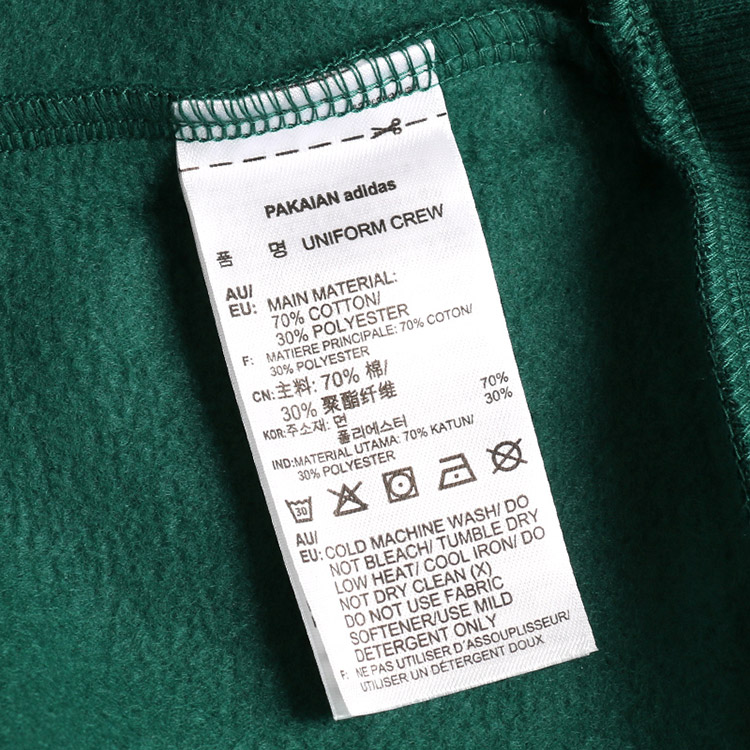 PAKAIAN adidas
품 명 UNIFORM CREW
AU/
EU: MAIN MATERIAL:
70% COTTON/
30% POLYESTER
F: MATIERE PRINCIPALE: 70% COTON/
30% POLYESTER
CN: 主料: 70% 棉/
30% 聚酯纤维
KOR: 주소재: 면 70%
폴리에스터 30%
IND: MATERIAL UTAMA: 70% KATUN/
30% POLYESTER
30
AU/
EU: COLD MACHINE WASH/ DO
NOT BLEACH/ TUMBLE DRY
LOW HEAT/ COOL IRON/ DO
NOT DRY CLEAN (X)
DO NOT USE FABRIC
SOFTENER/USE MILD
DETERGENT ONLY
F: NE PAS UTILISER D'ASSOUPLISSEUR/
UTILISER UN DÉTERGENT DOUX